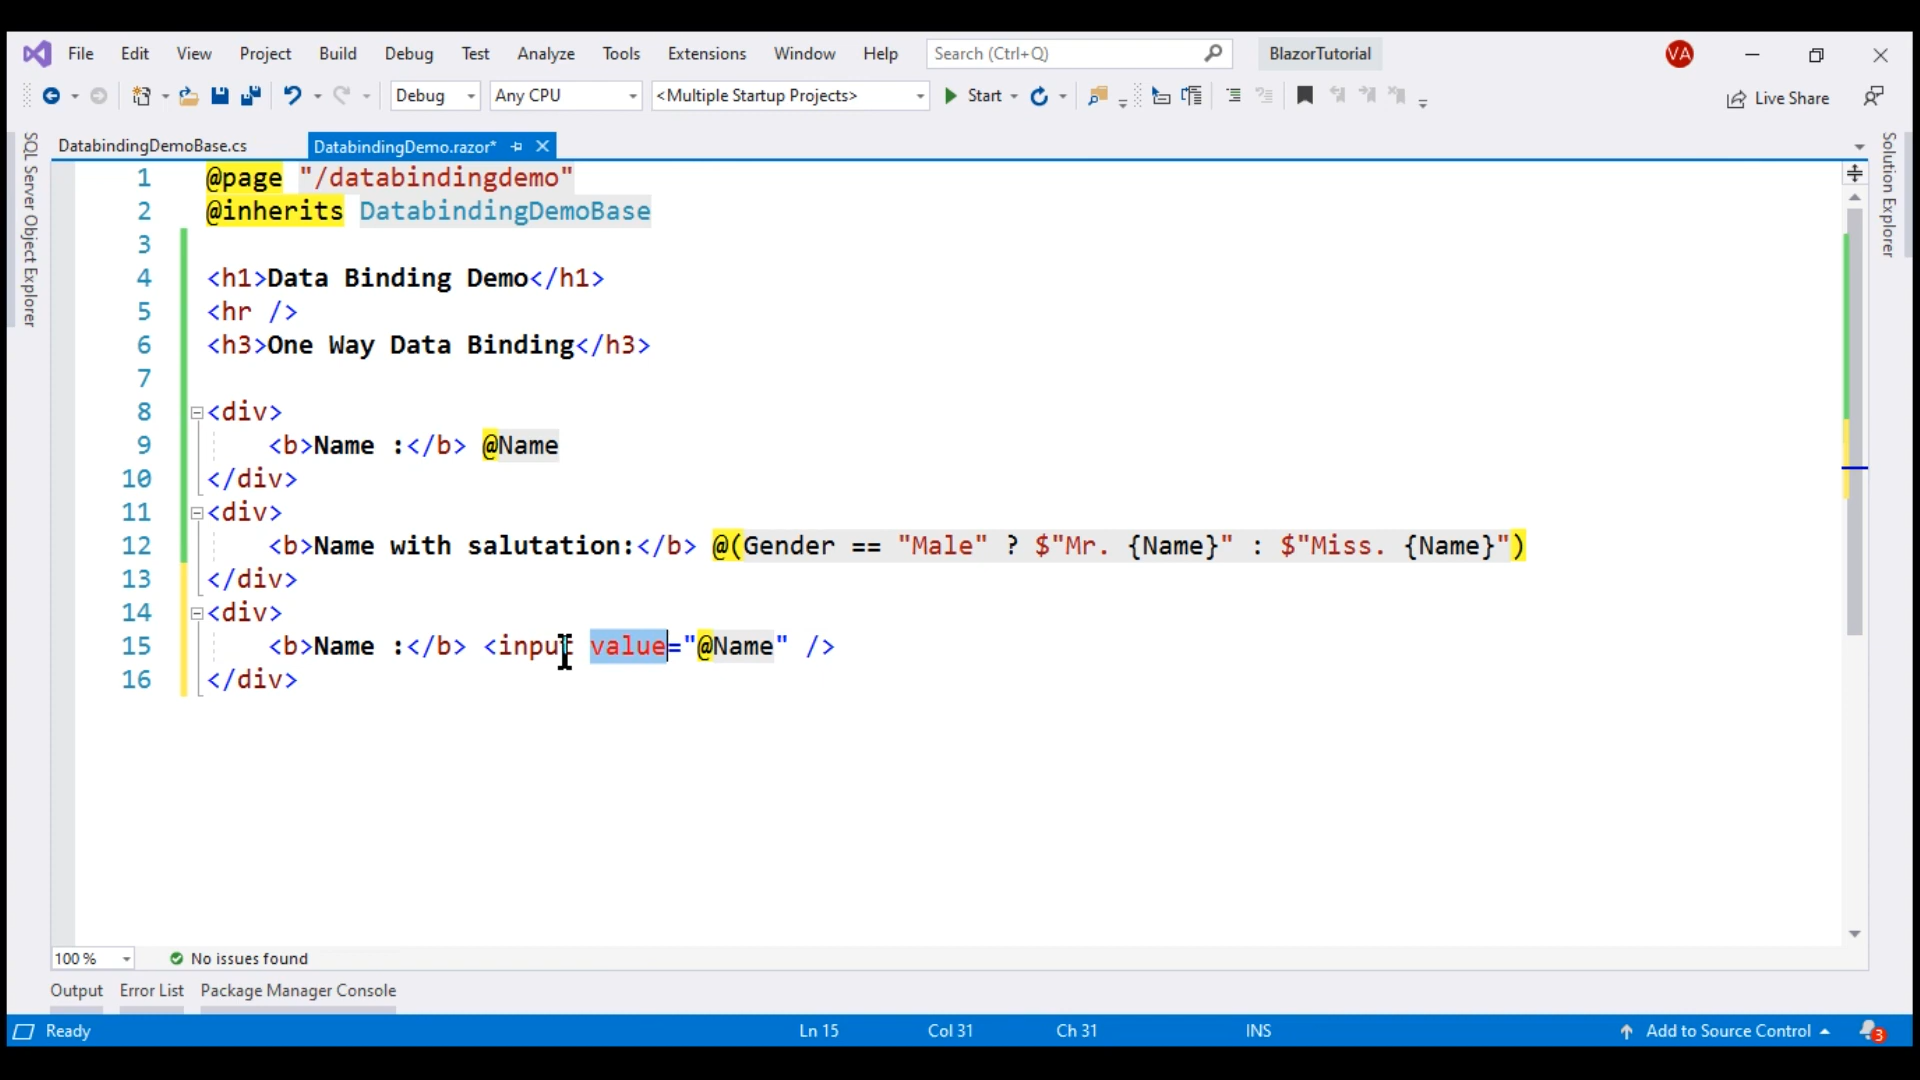 File Edit View Project Build Debug Test Analyze Tools Extensions Window Help Search (Ctrl+Q) BlazorTutorial VA
Debug Any CPU <Multiple Startup Projects> Start Live Share
SQL Server Object Explorer
DatabindingDemoBase.cs DatabindingDemo.razor*
Solution Explorer
1 @page "/databindingdemo"
2 @inherits DatabindingDemoBase
3
4 <h1>Data Binding Demo</h1>
5 <hr />
6 <h3>One Way Data Binding</h3>
7
8 <div>
9 <b>Name :</b> @Name
10 </div>
11 <div>
12 <b>Name with salutation:</b> @(Gender == "Male" ? $"Mr. {Name}" : $"Miss. {Name}")
13 </div>
14 <div>
15 <b>Name :</b> <input value="@Name" />
16 </div>
100 % No issues found
Output Error List Package Manager Console
Ready Ln 15 Col 31 Ch 31 INS Add to Source Control 3